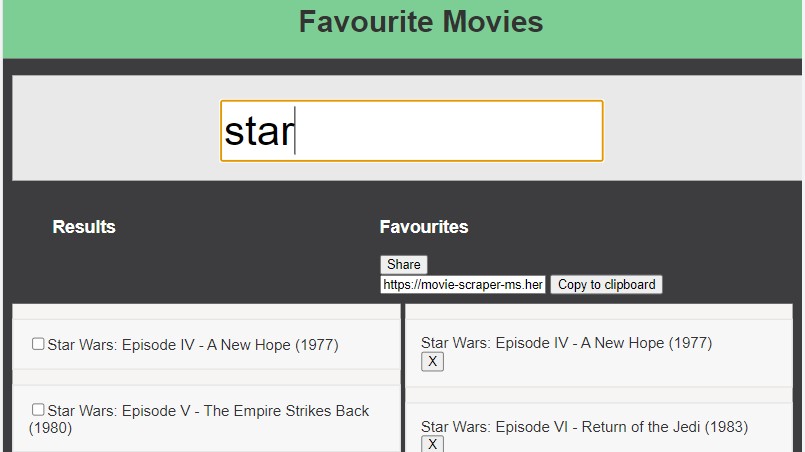 Favourite Movies
star
Results
Favourites
Share
https://movie-scraper-ms.her
Copy to clipboard
Star Wars: Episode IV - A New Hope (1977)
Star Wars: Episode V - The Empire Strikes Back
(1980)
Star Wars: Episode IV - A New Hope (1977)
X
Star Wars: Episode VI - Return of the Jedi (1983)
X